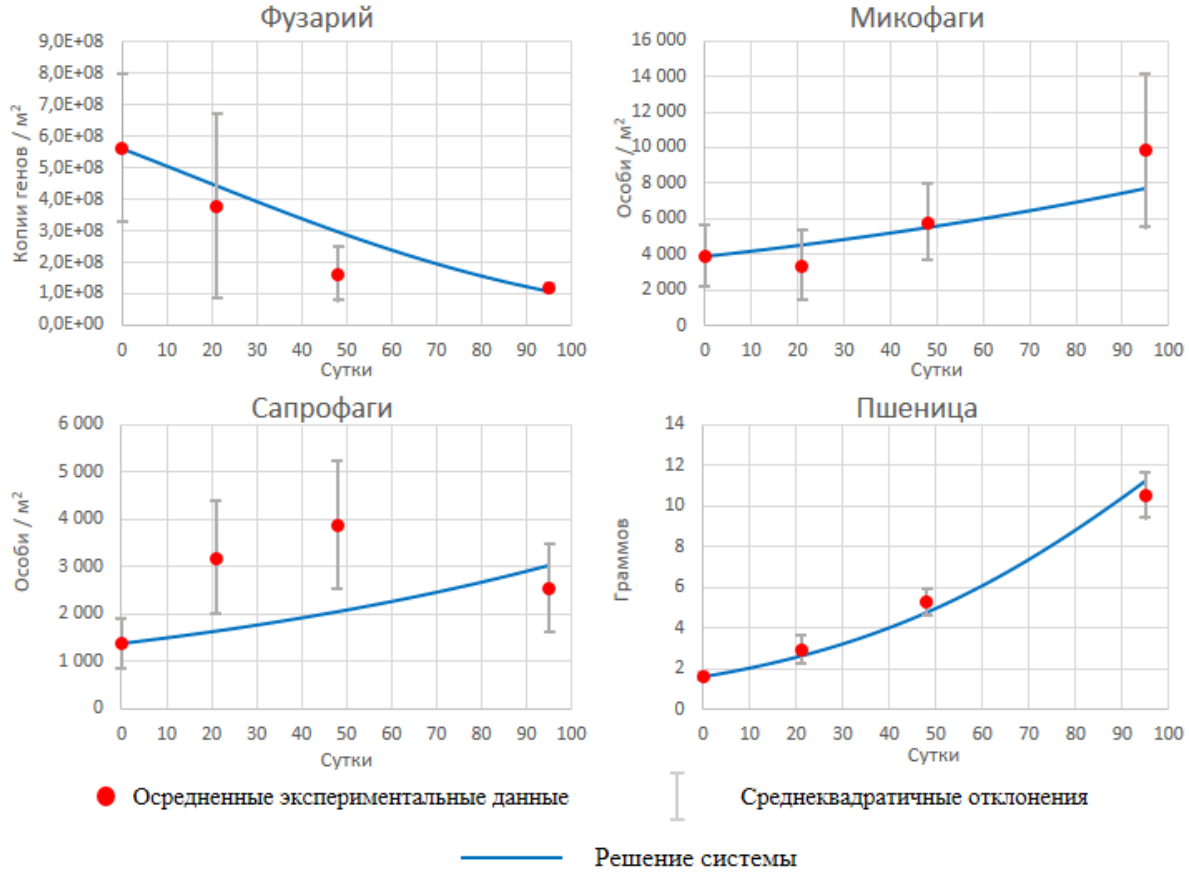 Фузарий
Копии генов / м²
9,0E+08
8,0E+08
7,0E+08
6,0E+08
5,0E+08
4,0E+08
3,0E+08
2,0E+08
1,0E+08
0,0E+00
0 10 20 30 40 50 60 70 80 90 100
Сутки
Микофаги
Особи / м²
16 000
14 000
12 000
10 000
8 000
6 000
4 000
2 000
0
0 10 20 30 40 50 60 70 80 90 100
Сутки
Сапрофаги
Особи / м²
6 000
5 000
4 000
3 000
2 000
1 000
0
0 10 20 30 40 50 60 70 80 90 100
Сутки
Пшеница
Граммов
14
12
10
8
6
4
2
0
0 10 20 30 40 50 60 70 80 90 100
Сутки
Осредненные экспериментальные данные
Среднеквадратичные отклонения
Решение системы